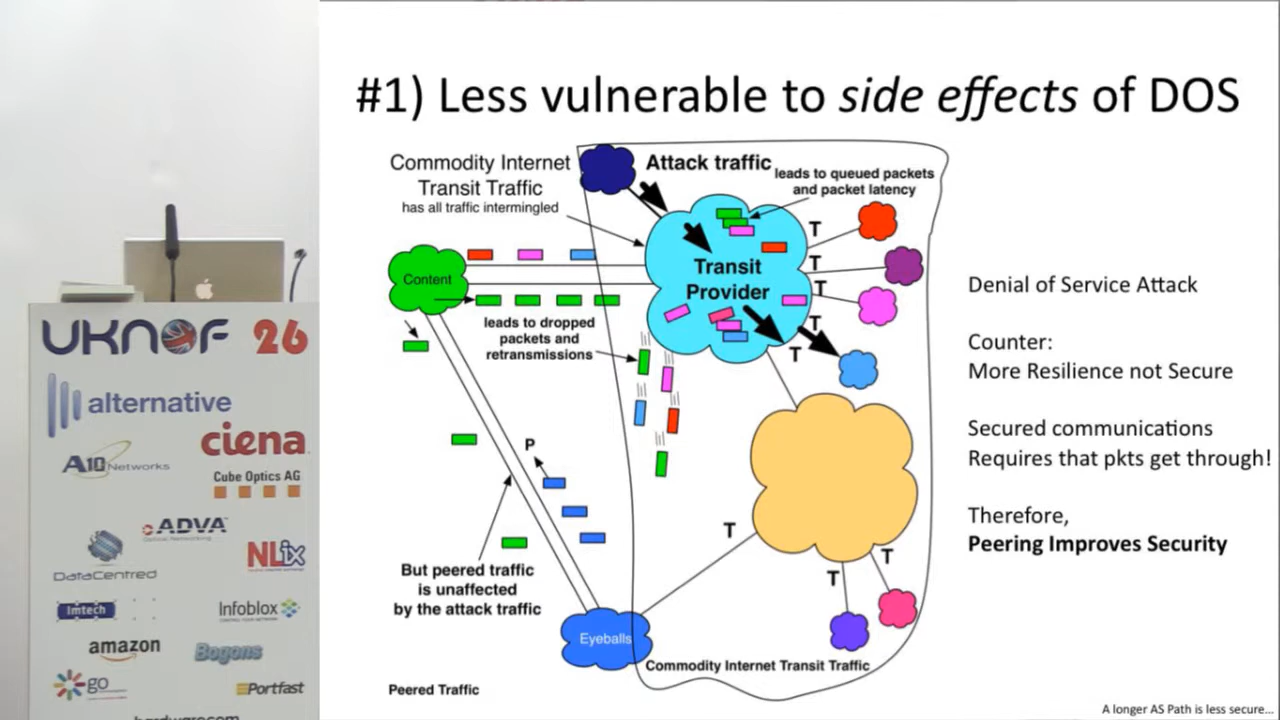 #1) Less vulnerable to side effects of DOS
Commodity Internet
Transit Traffic
has all traffic intermingled
Attack traffic
leads to queued packets
and packet latency
T
T
T
T
T
Transit
Provider
Content
leads to dropped
packets and
retransmissions
P
T
T
T
But peered traffic
is unaffected
by the attack traffic
Eyeballs
Commodity Internet Transit Traffic
Peered Traffic
Denial of Service Attack
Counter:
More Resilience not Secure
Secured communications
Requires that pkts get through!
Therefore,
Peering Improves Security
A longer AS Path is less secure...
UKNOF 26
alternative
ciena
A10 Networks
Cube Optics AG
ADVA
Optical Networking
DataCentred
NLix
Imtech
Infoblox
amazon
Bogons
go
Portfast